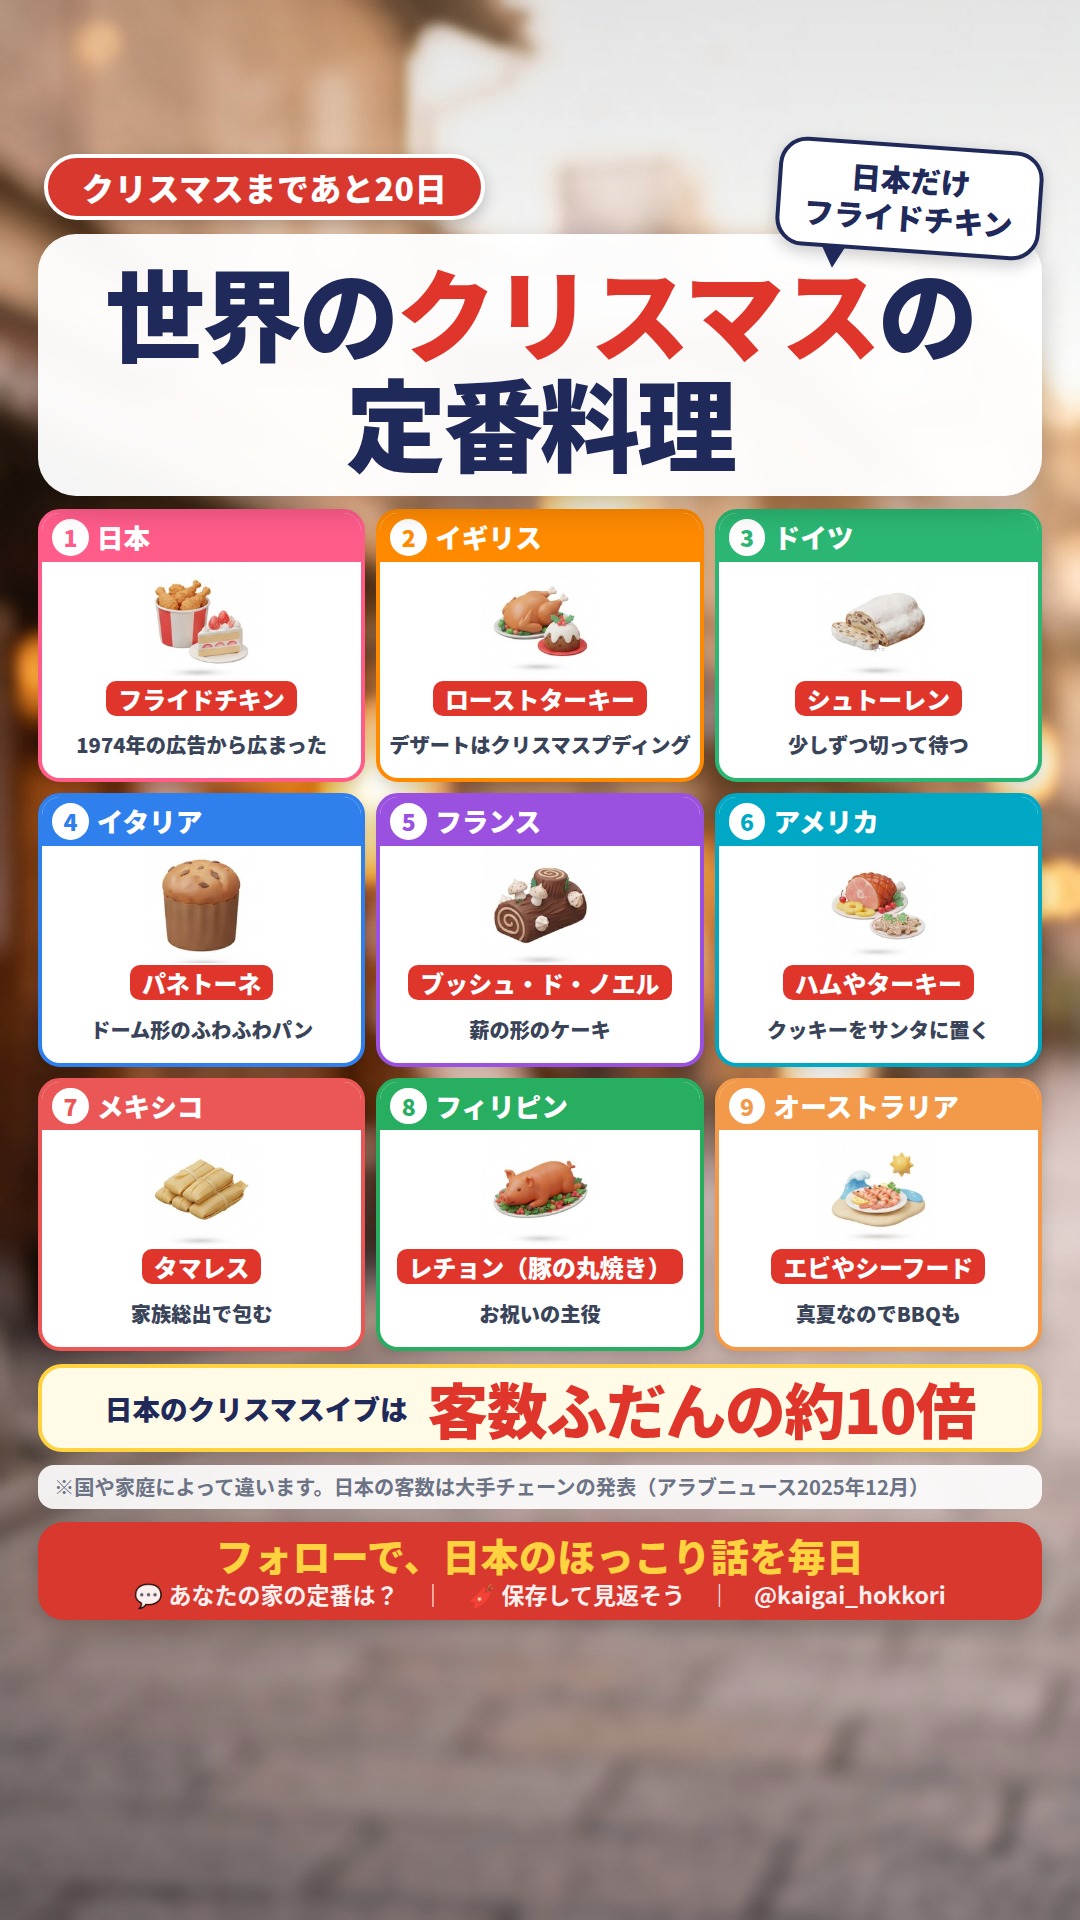 クリスマスまであと20日
日本だけ
フライドチキン
世界のクリスマスの
定番料理
1 日本
フライドチキン
1974年の広告から広まった
2 イギリス
ローストターキー
デザートはクリスマスプディング
3 ドイツ
シュトーレン
少しずつ切って待つ
4 イタリア
パネトーネ
ドーム形のふわふわパン
5 フランス
ブッシュ・ド・ノエル
薪の形のケーキ
6 アメリカ
ハムやターキー
クッキーをサンタに置く
7 メキシコ
タマレス
家族総出で包む
8 フィリピン
レチョン（豚の丸焼き）
お祝いの主役
9 オーストラリア
エビやシーフード
真夏なのでBBQも
日本のクリスマスイブは 客数ふだんの約10倍
※国や家庭によって違います。日本の客数は大手チェーンの発表（アラブニュース2025年12月）
フォローで、日本のほっこり話を毎日
💬 あなたの家の定番は？ ｜ 🔖 保存して見返そう ｜ @kaigai_hokkori